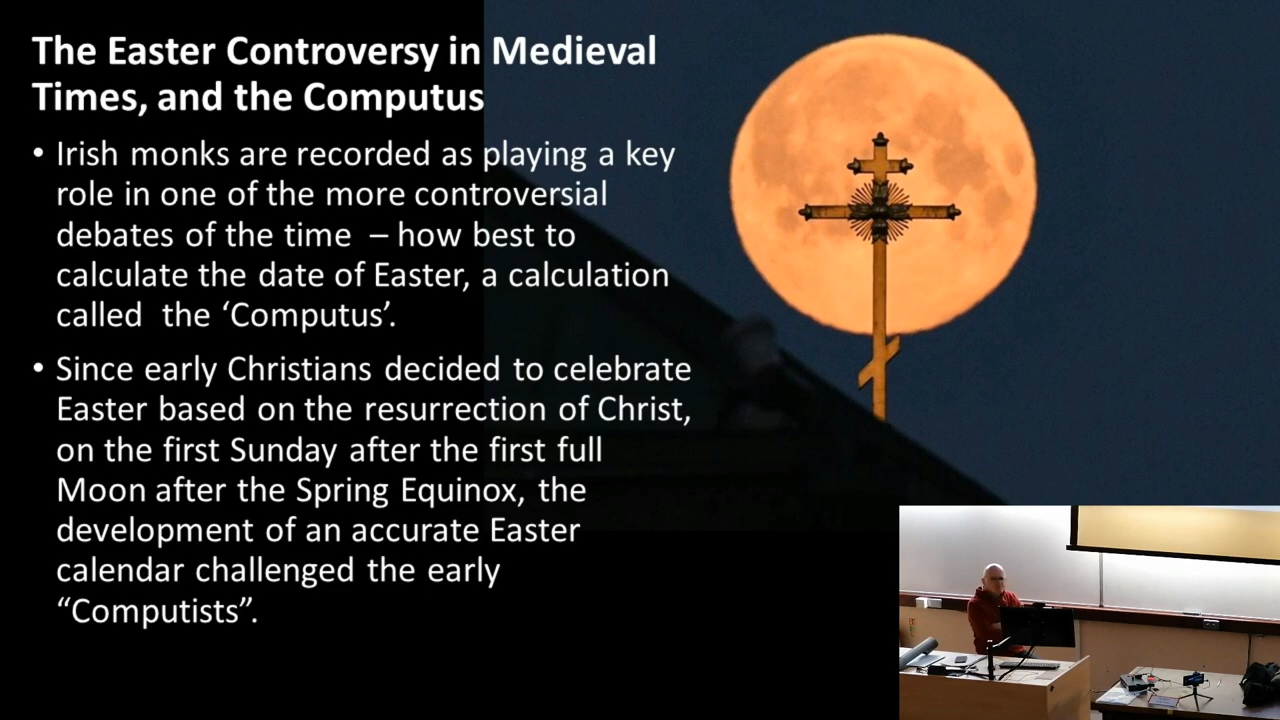 The Easter Controversy in Medieval
Times, and the Computus
• Irish monks are recorded as playing a key
role in one of the more controversial
debates of the time – how best to
calculate the date of Easter, a calculation
called the ‘Computus’.
• Since early Christians decided to celebrate
Easter based on the resurrection of Christ,
on the first Sunday after the first full
Moon after the Spring Equinox, the
development of an accurate Easter
calendar challenged the early
“Computists”.